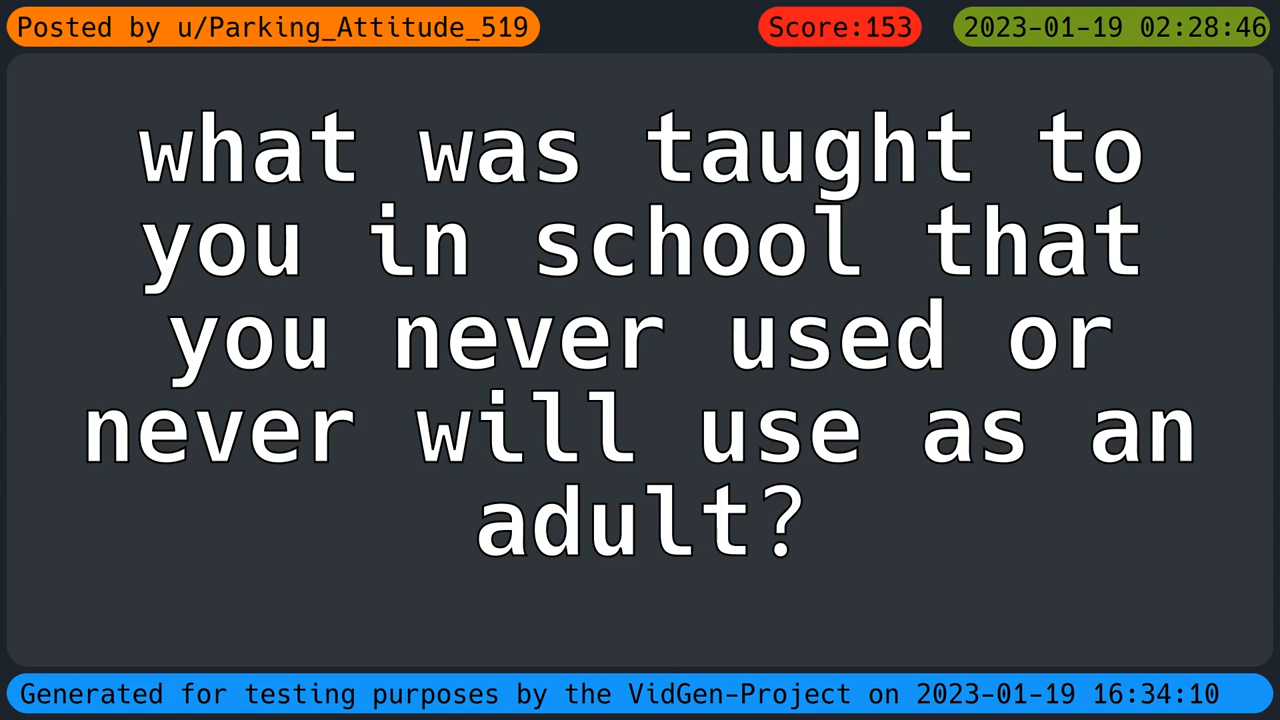 Posted by u/Parking_Attitude_519
Score:153
2023-01-19 02:28:46
what was taught to
you in school that
you never used or
never will use as an
adult?
Generated for testing purposes by the VidGen-Project on 2023-01-19 16:34:10